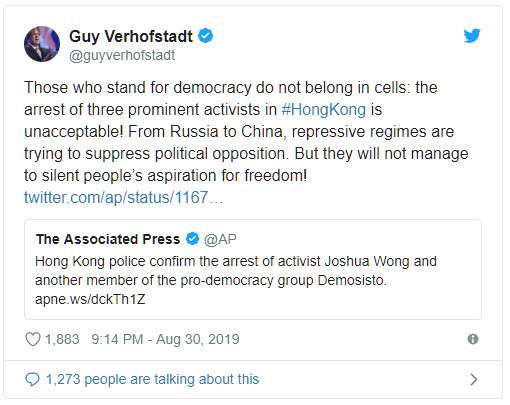 Guy Verhofstadt
@guyverhofstadt
Those who stand for democracy do not belong in cells: the
arrest of three prominent activists in #HongKong is
unacceptable! From Russia to China, repressive regimes are
trying to suppress political opposition. But they will not manage
to silent people's aspiration for freedom!
twitter.com/ap/status/1167…
The Associated Press @AP
Hong Kong police confirm the arrest of activist Joshua Wong and
another member of the pro-democracy group Demosisto.
apne.ws/dckTh1Z
1,883 9:14 PM - Aug 30, 2019
1,273 people are talking about this